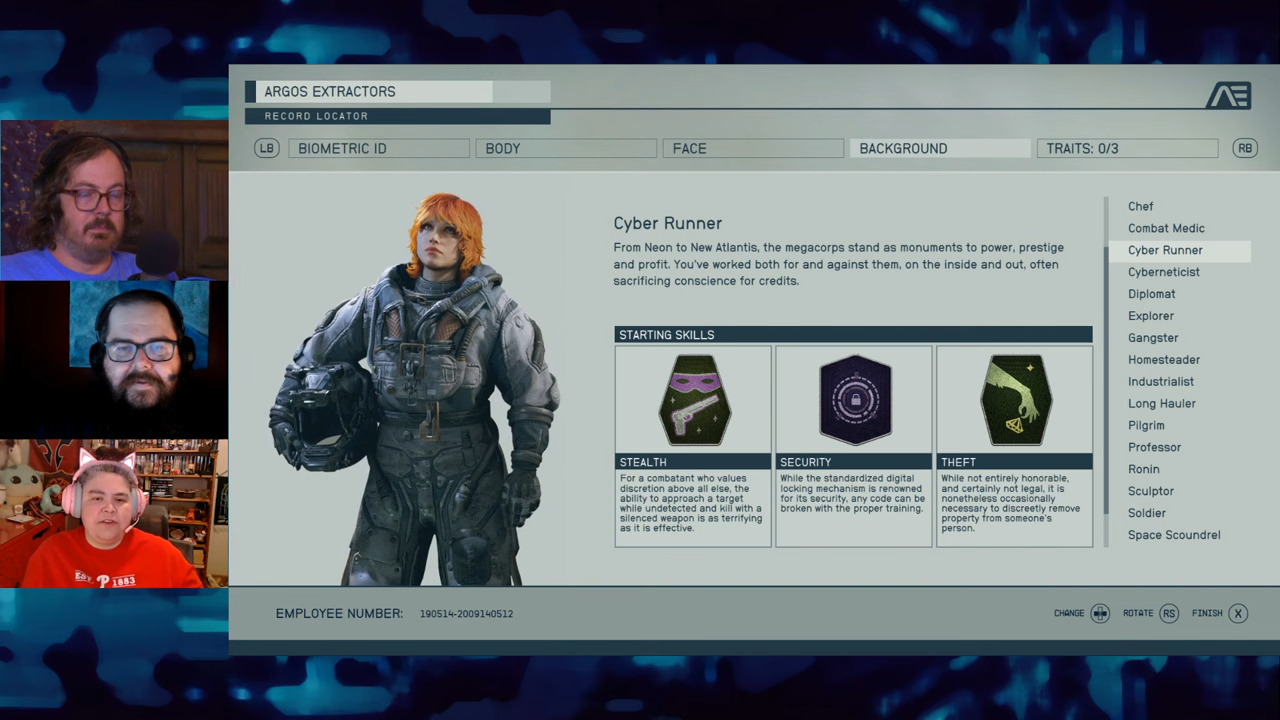 ARGOS EXTRACTORS
AE
RECORD LOCATOR
LB
BIOMETRIC ID
BODY
FACE
BACKGROUND
TRAITS: 0/3
RB
Cyber Runner
From Neon to New Atlantis, the megacorps stand as monuments to power, prestige
and profit. You've worked both for and against them, on the inside and out, often
sacrificing conscience for credits.
STARTING SKILLS
STEALTH
For a combatant who values
discretion above all else, the
ability to approach a target
while undetected and kill with a
silenced weapon is as terrifying
as it is effective.
SECURITY
While the standardized digital
locking mechanism is renowned
for its security, any code can be
broken with the proper training.
THEFT
While not entirely honorable,
and certainly not legal, it is
nonetheless occasionally
necessary to discreetly remove
property from someone's
person.
Chef
Combat Medic
Cyber Runner
Cyberneticist
Diplomat
Explorer
Gangster
Homesteader
Industrialist
Long Hauler
Pilgrim
Professor
Ronin
Sculptor
Soldier
Space Scoundrel
EST. P 1883
EMPLOYEE NUMBER: 190514-2009140512
CHANGE
ROTATE RS
FINISH X